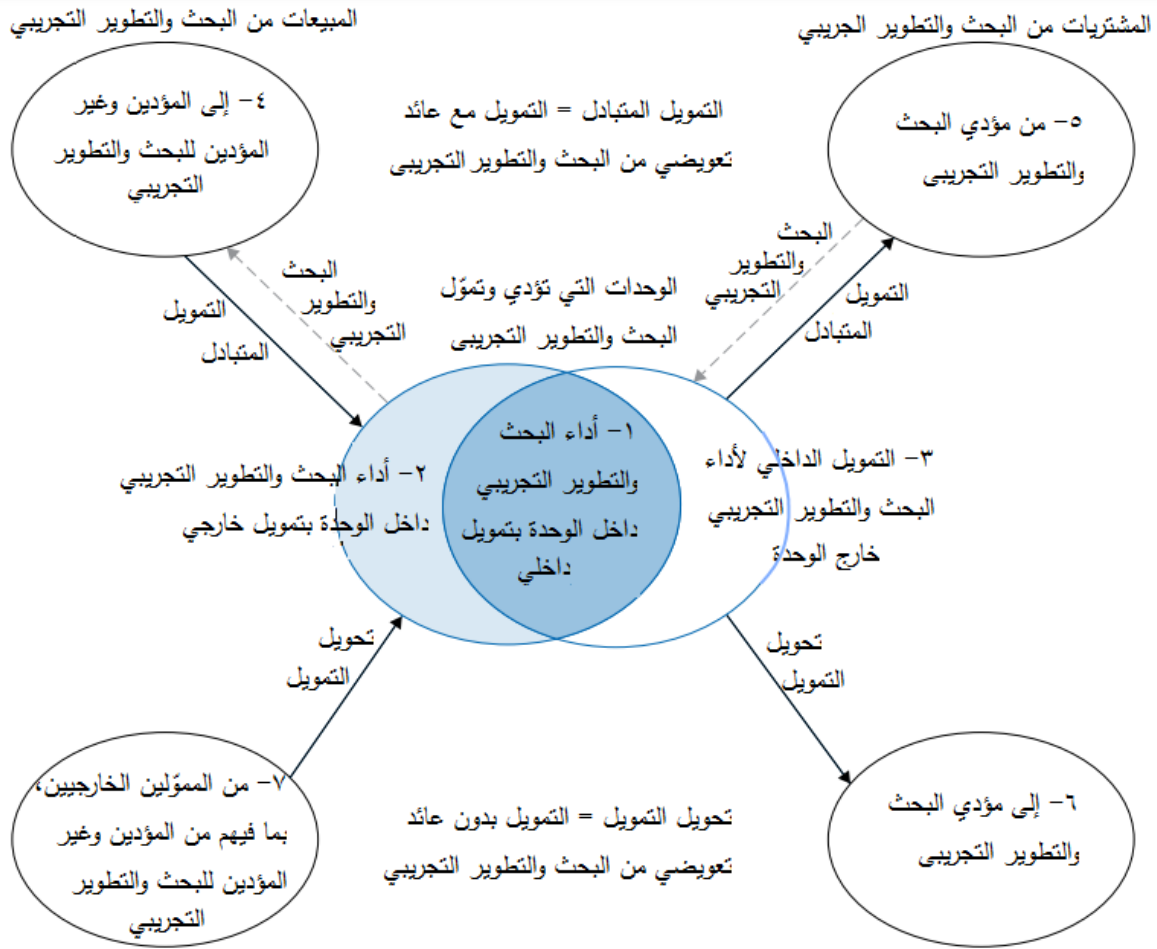 المشتريات من البحث والتطوير الجريبي
المبيعات من البحث والتطوير التجريبي
٥- من مؤدي البحث
والتطوير التجريبى
التمويل المتبادل = التمويل مع عائد
تعويضي من البحث والتطوير التجريبى
٤- إلى المؤدين وغير
المؤدين للبحث والتطوير
التجريبي
البحث
والتطوير
التجريبي
التمويل
المتبادل
الوحدات التي تؤدي وتموّل
البحث والتطوير التجريبى
البحث
والتطوير
التجريبي
التمويل
المتبادل
٣- التمويل الداخلي لأداء
البحث والتطوير التجريبي
خارج الوحدة
١- أداء البحث
والتطوير التجريبي
داخل الوحدة بتمويل
داخلي
٢- أداء البحث والتطوير التجريبي
داخل الوحدة بتمويل خارجي
تحويل
التمويل
تحويل
التمويل
٦- إلى مؤدي البحث
والتطوير التجريبى
تحويل التمويل = التمويل بدون عائد
تعويضي من البحث والتطوير التجريبي
٧- من المموّلين الخارجيين،
بما فيهم من المؤدين وغير
المؤدين للبحث والتطوير
التجريبي